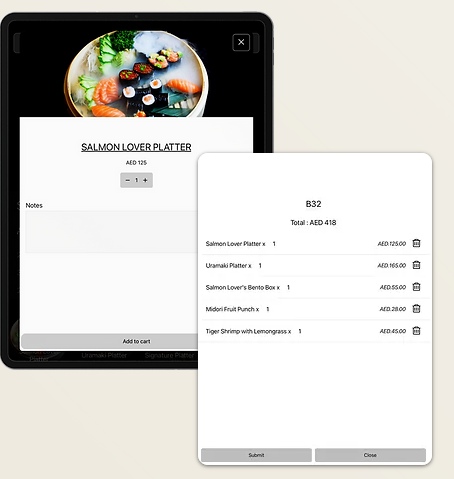 SALMON LOVER PLATTER
AED 125
− 1 +
Notes
Add to cart
Uramaki Platter Signature Platter
B32
Total : AED 418
Salmon Lover Platter x 1 AED.125.00
Uramaki Platter x 1 AED.165.00
Salmon Lover's Bento Box x 1 AED.55.00
Midori Fruit Punch x 1 AED.28.00
Tiger Shrimp with Lemongrass x 1 AED.45.00
Submit Close